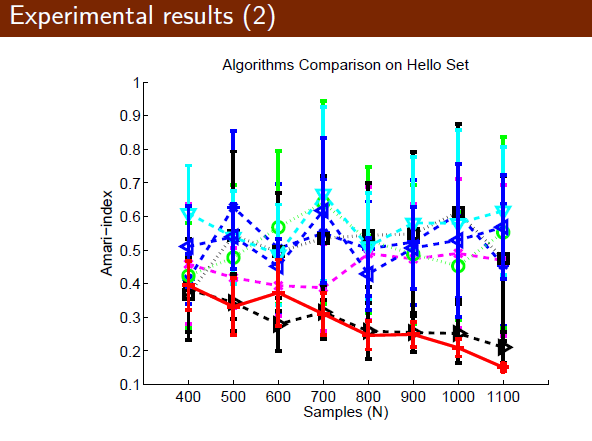 Experimental results (2)
Algorithms Comparison on Hello Set
1
0.9
0.8
0.7
0.6
0.5
0.4
0.3
0.2
0.1
Amari−index
400 500 600 700 800 900 1000 1100
Samples (N)